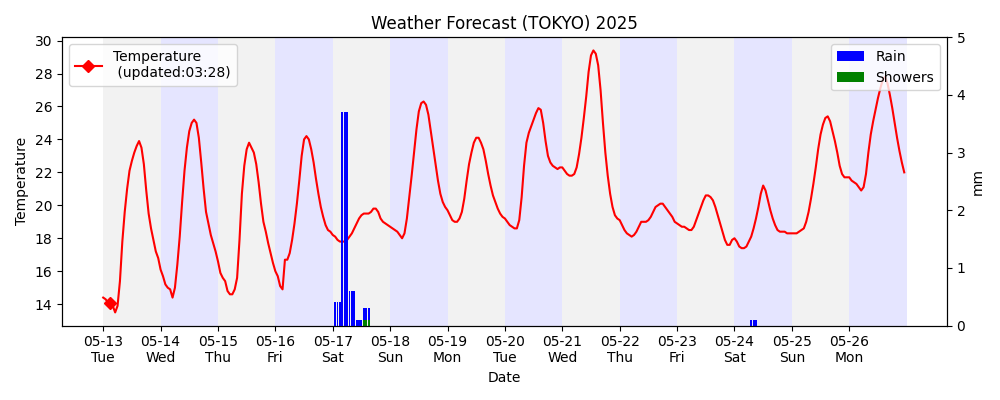 Weather Forecast (TOKYO) 2025
Temperature
(updated:03:28)
Rain
Showers
30
28
26
24
22
20
18
16
14
Temperature
5
4
3
2
1
0
mm
05-13 05-14 05-15 05-16 05-17 05-18 05-19 05-20 05-21 05-22 05-23 05-24 05-25 05-26
Tue Wed Thu Fri Sat Sun Mon Tue Wed Thu Fri Sat Sun Mon
Date